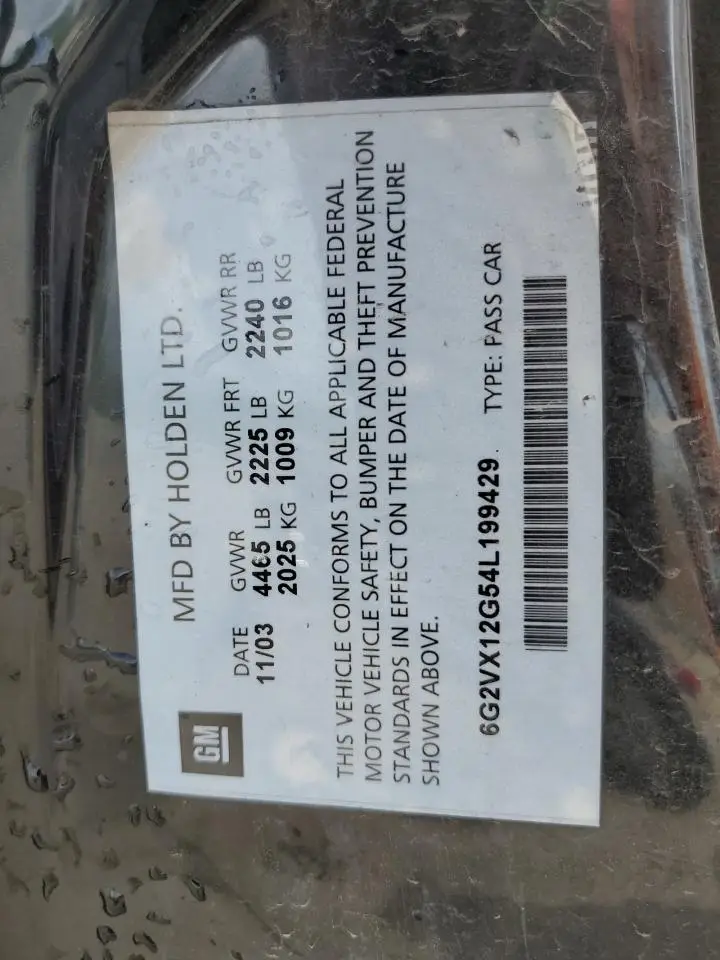 GM
MFD BY HOLDEN LTD.
DATE GVWR GVWR FRT GVWR RR
11/03 4465 LB 2225 LB 2240 LB
2025 KG 1009 KG 1016 KG
THIS VEHICLE CONFORMS TO ALL APPLICABLE FEDERAL
MOTOR VEHICLE SAFETY, BUMPER AND THEFT PREVENTION
STANDARDS IN EFFECT ON THE DATE OF MANUFACTURE
SHOWN ABOVE.
6G2VX12G54L199429 TYPE: PASS CAR